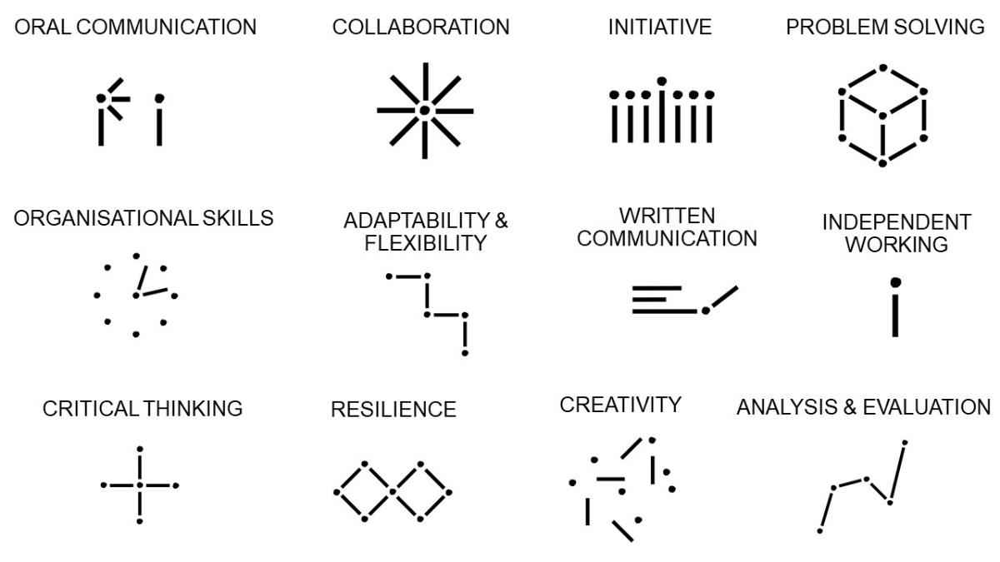 ORAL COMMUNICATION
COLLABORATION
INITIATIVE
PROBLEM SOLVING
ORGANISATIONAL SKILLS
ADAPTABILITY &
FLEXIBILITY
WRITTEN
COMMUNICATION
INDEPENDENT
WORKING
CRITICAL THINKING
RESILIENCE
CREATIVITY
ANALYSIS & EVALUATION